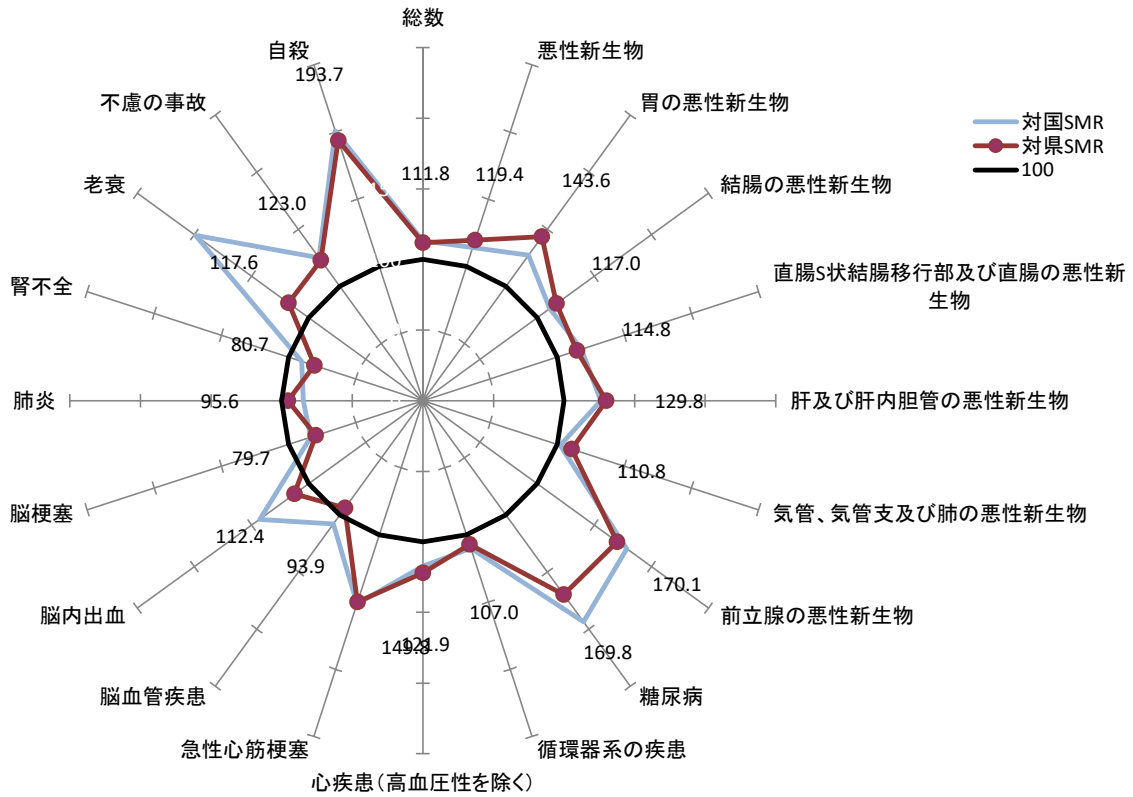 総数
自殺
193.7
悪性新生物
不慮の事故
胃の悪性新生物
対国SMR
対県SMR
100
老衰
123.0
111.8
119.4
143.6
結腸の悪性新生物
117.6
117.0
直腸S状結腸移行部及び直腸の悪性新
生物
腎不全
80.7
114.8
肺炎
95.6
129.8
肝及び肝内胆管の悪性新生物
79.7
110.8
脳梗塞
気管、気管支及び肺の悪性新生物
112.4
93.9
170.1
脳内出血
前立腺の悪性新生物
107.0
149.8
121.9
169.8
脳血管疾患
糖尿病
急性心筋梗塞
循環器系の疾患
心疾患(高血圧性を除く)